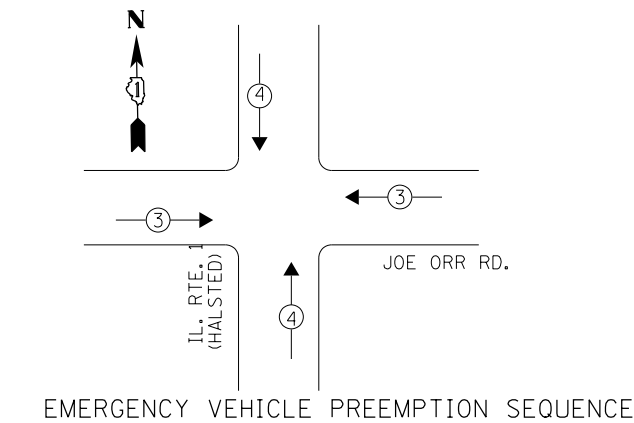 N
1
4
3
3
IL. RTE. 1
(HALSTED)
JOE ORR RD.
4
EMERGENCY VEHICLE PREEMPTION SEQUENCE